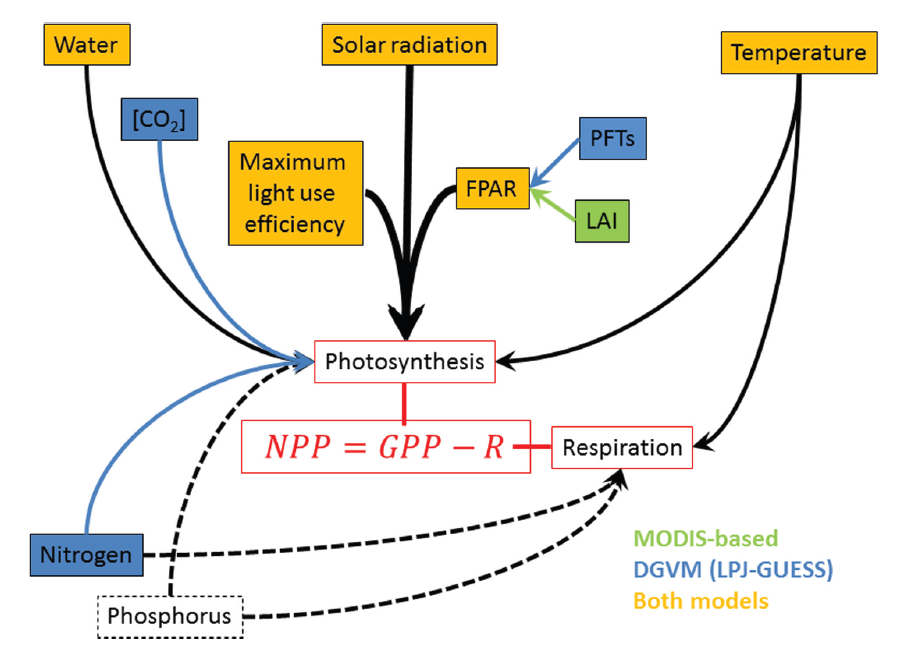 Water
Solar radiation
Temperature
[CO₂]
PFTs
Maximum
light use
efficiency
FPAR
LAI
Photosynthesis
NPP = GPP − R
Respiration
Nitrogen
Phosphorus
MODIS-based
DGVM (LPJ-GUESS)
Both models